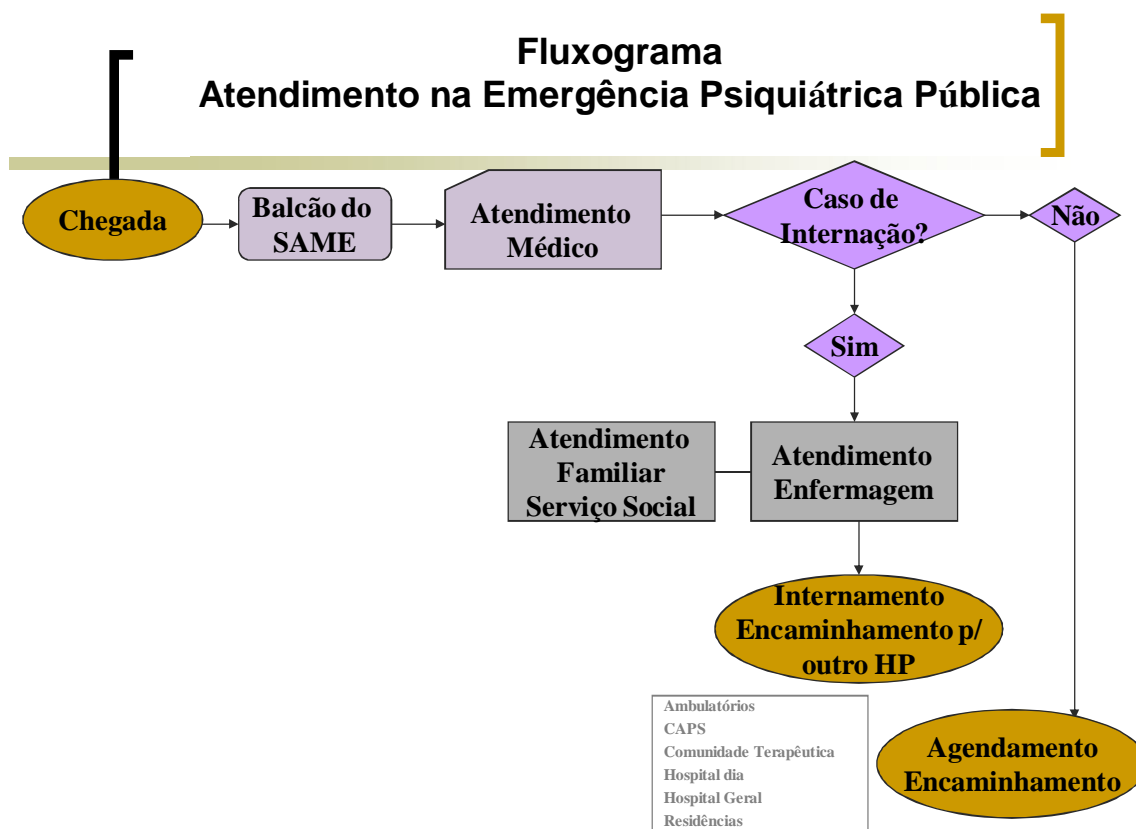 Fluxograma
Atendimento na Emergência Psiquiátrica Pública
Chegada
Balcão do
SAME
Atendimento
Médico
Caso de
Internação?
Não
Sim
Atendimento
Familiar
Serviço Social
Atendimento
Enfermagem
Internamento
Encaminhamento p/
outro HP
Ambulatórios
CAPS
Comunidade Terapêutica
Hospital dia
Hospital Geral
Residências
Agendamento
Encaminhamento